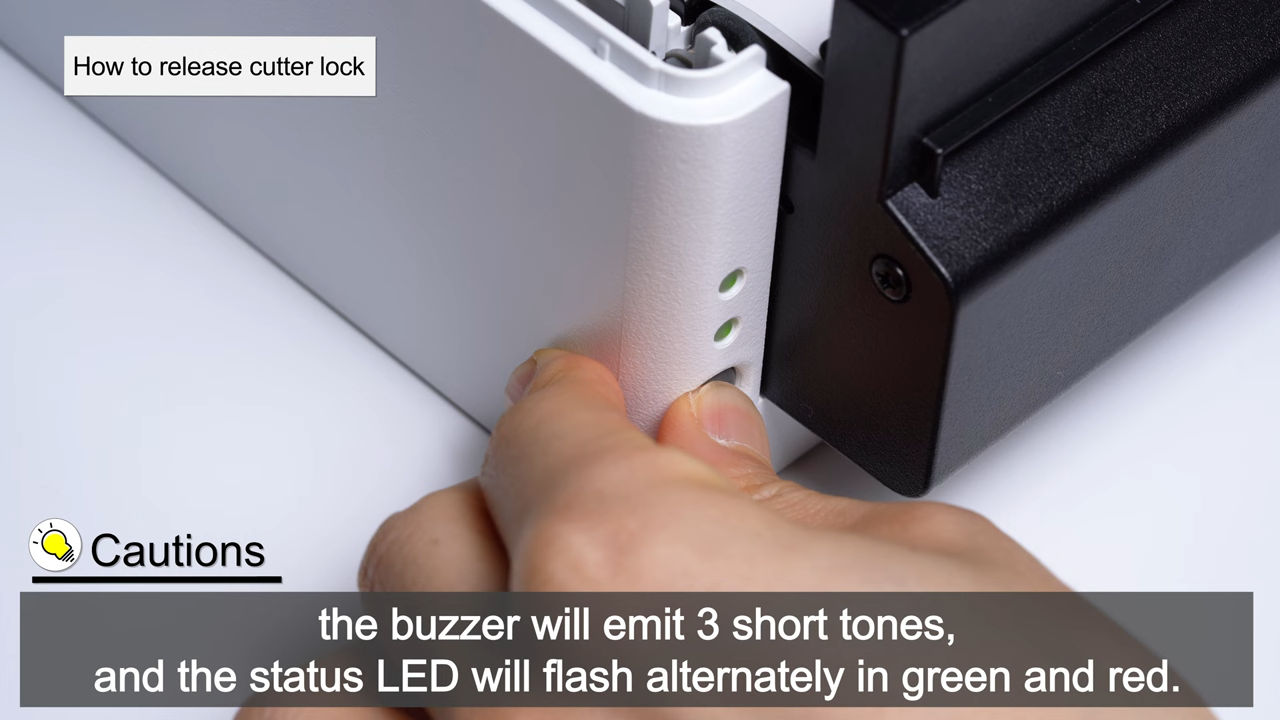 How to release cutter lock
Cautions
the buzzer will emit 3 short tones,
and the status LED will flash alternately in green and red.